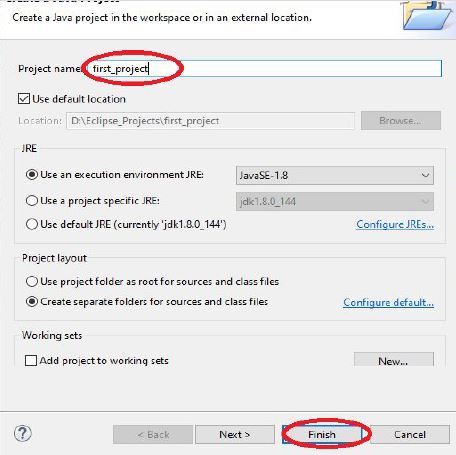 Create a Java project in the workspace or in an external location.
Project name: first_project
Use default location
Location: D:\Eclipse_Projects\first_project Browse...
JRE
Use an execution environment JRE: JavaSE-1.8
Use a project specific JRE: jdk1.8.0_144
Use default JRE (currently 'jdk1.8.0_144') Configure JREs...
Project layout
Use project folder as root for sources and class files
Create separate folders for sources and class files Configure default...
Working sets
Add project to working sets New...
? < Back Next > Finish Cancel